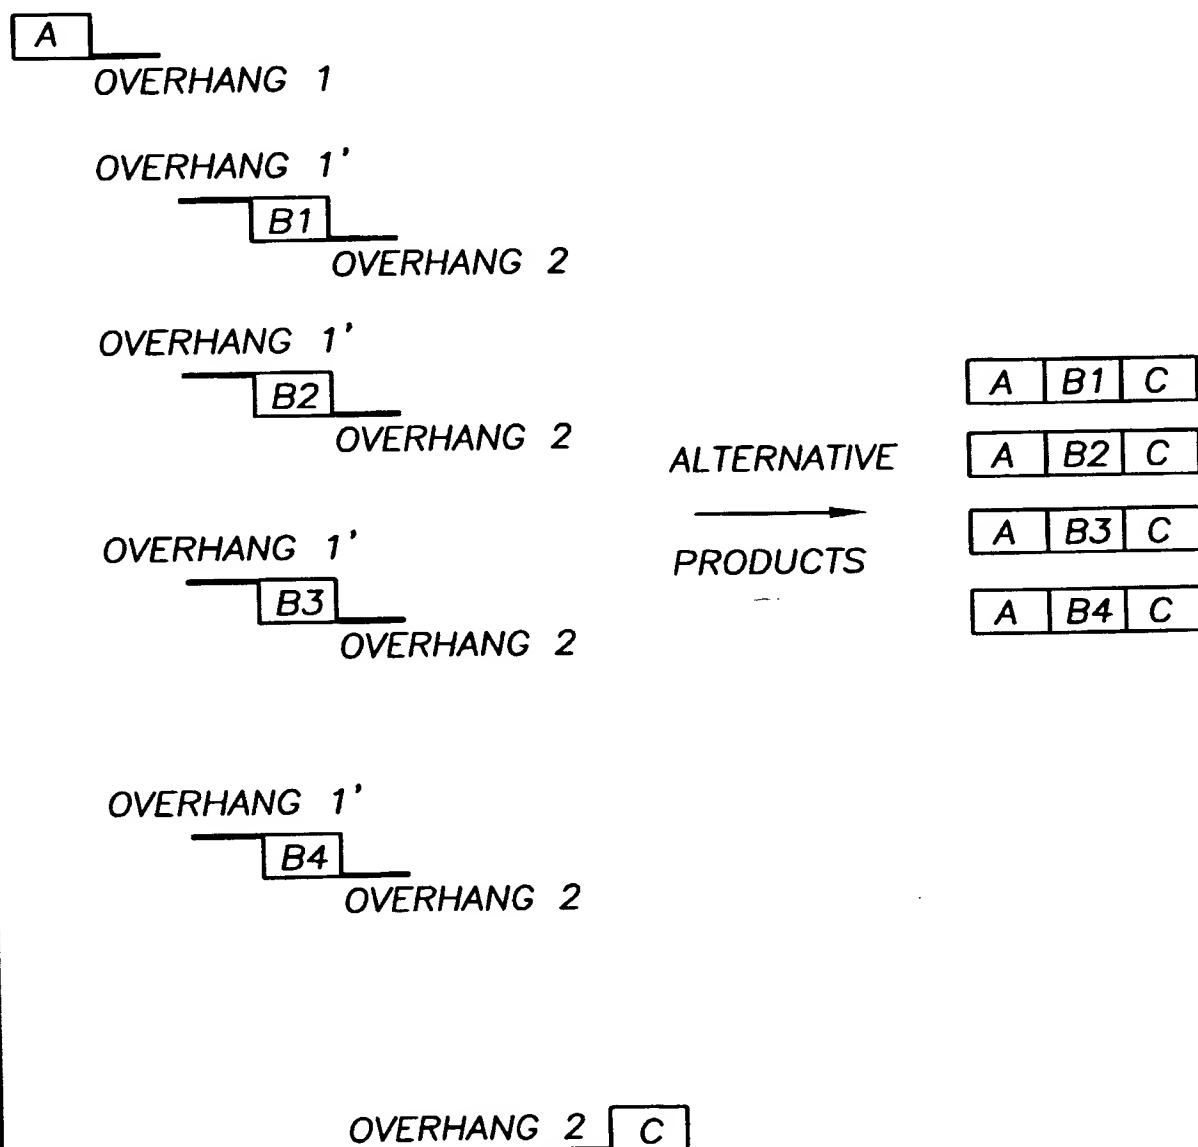 A
OVERHANG 1
OVERHANG 1'
B1
OVERHANG 2
OVERHANG 1'
B2
OVERHANG 2
OVERHANG 1'
B3
OVERHANG 2
OVERHANG 1'
B4
OVERHANG 2
OVERHANG 2 C
ALTERNATIVE
PRODUCTS
A B1 C
A B2 C
A B3 C
A B4 C